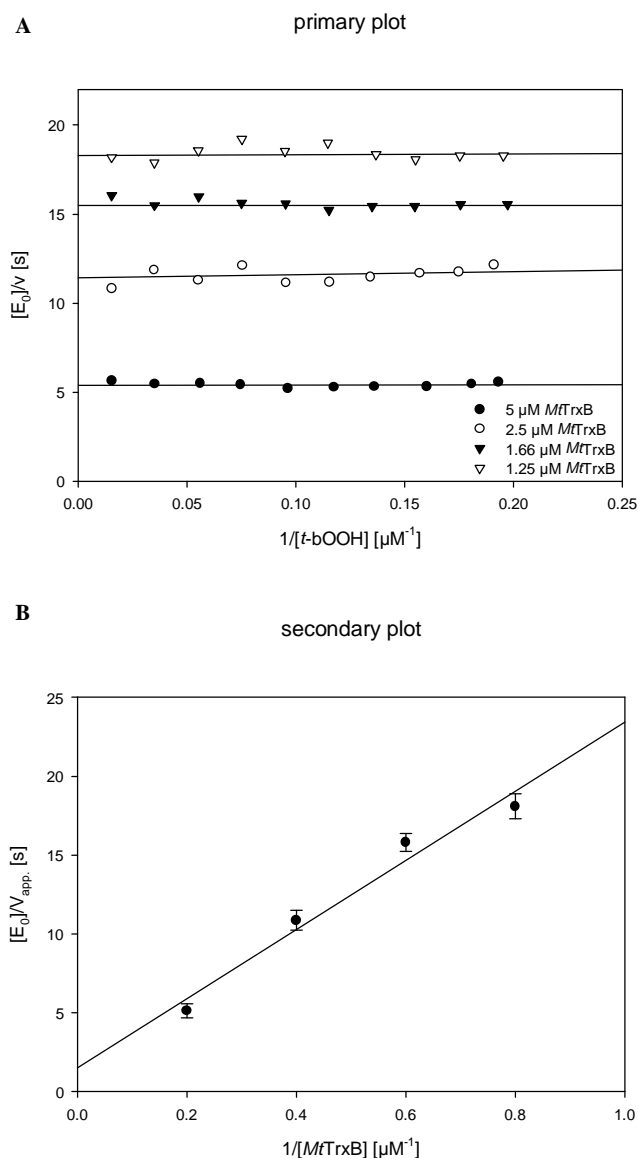 A
primary plot
20
15
10
5
0
[E₀]/v [s]
5 µM MtTrxB
2.5 µM MtTrxB
1.66 µM MtTrxB
1.25 µM MtTrxB
0.00 0.05 0.10 0.15 0.20 0.25
1/[t-bOOH] [µM⁻¹]
B
secondary plot
25
20
15
10
5
0
[E₀]/V app. [s]
0.0 0.2 0.4 0.6 0.8 1.0
1/[MtTrxB] [µM⁻¹]